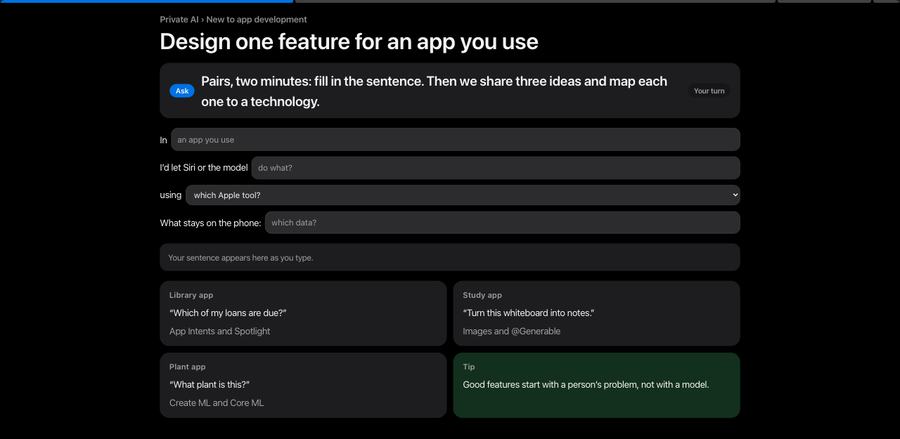 Private AI › New to app development
Design one feature for an app you use
Ask
Pairs, two minutes: fill in the sentence. Then we share three ideas and map each
one to a technology.
Your turn
In
an app you use
I'd let Siri or the model
do what?
using
which Apple tool?
What stays on the phone:
which data?
Your sentence appears here as you type.
Library app
“Which of my loans are due?”
App Intents and Spotlight
Study app
“Turn this whiteboard into notes.”
Images and @Generable
Plant app
“What plant is this?”
Create ML and Core ML
Tip
Good features start with a person's problem, not with a model.